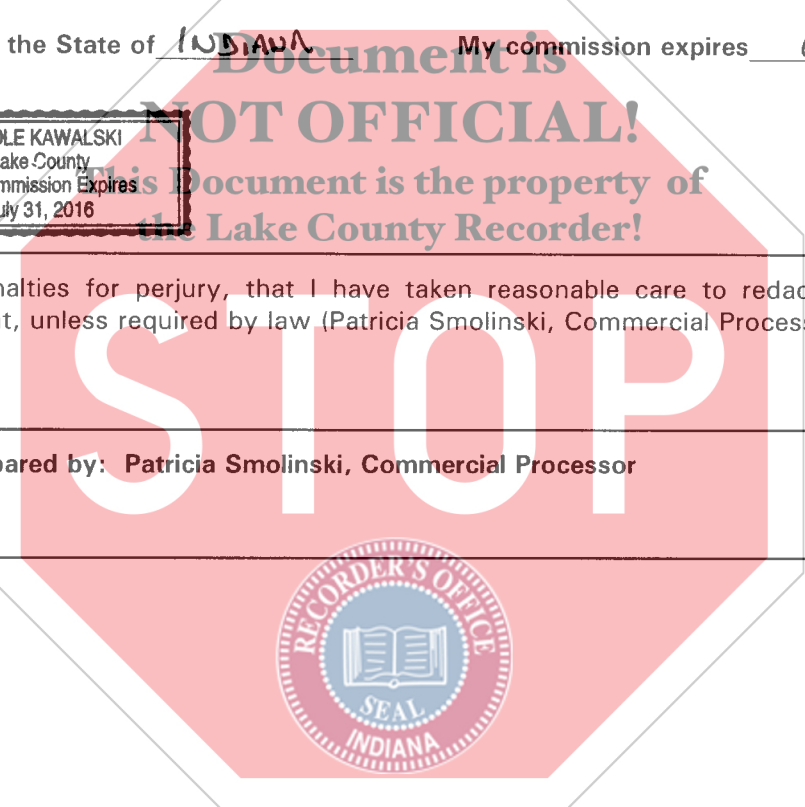 the State of INDIANA My commission expires
Document is
NOT OFFICIAL!
This Document is the property of
the Lake County Recorder!
OLE KAWALSKI
Lake County
mmission Expires
uly 31, 2016
nalties for perjury, that I have taken reasonable care to redac
t, unless required by law (Patricia Smolinski, Commercial Process
STOP
pared by: Patricia Smolinski, Commercial Processor
RECORDER'S OFFICE
SEAL
INDIANA